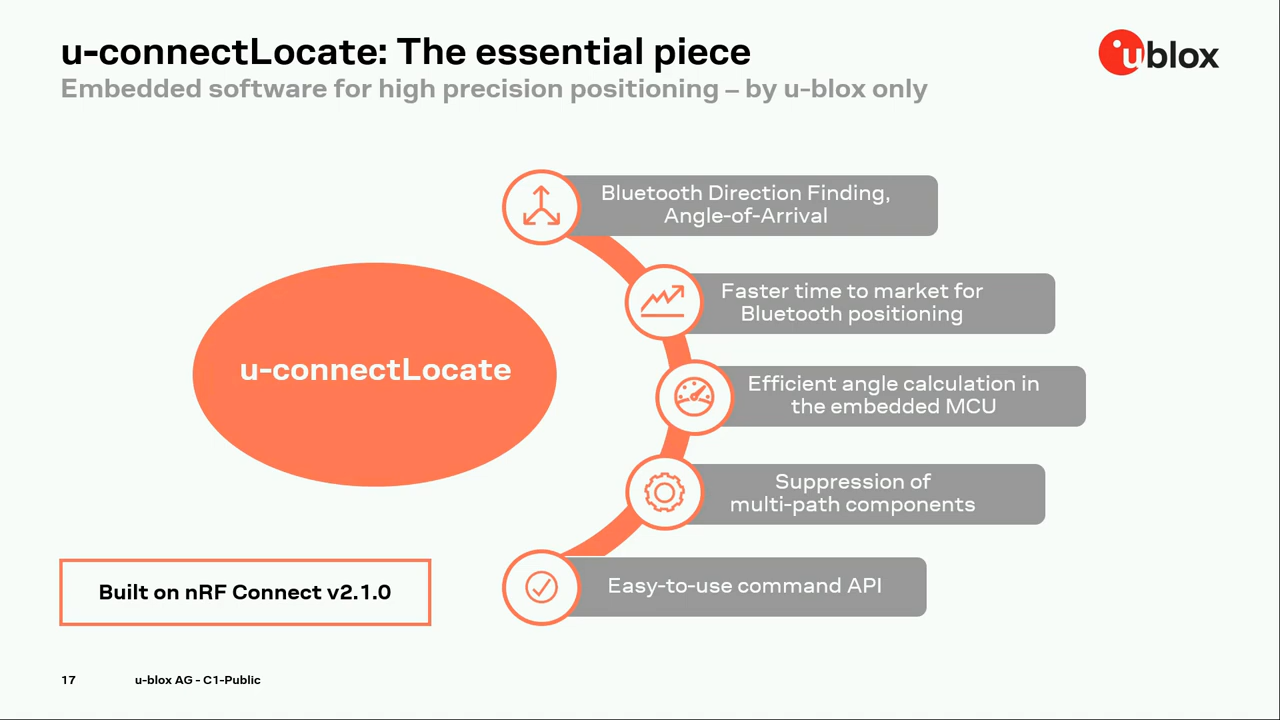 u-connectLocate: The essential piece
Embedded software for high precision positioning – by u-blox only
ublox
Bluetooth Direction Finding,
Angle-of-Arrival
Faster time to market for
Bluetooth positioning
u-connectLocate
Efficient angle calculation in
the embedded MCU
Suppression of
multi-path components
Easy-to-use command API
Built on nRF Connect v2.1.0
17
u-blox AG - C1-Public